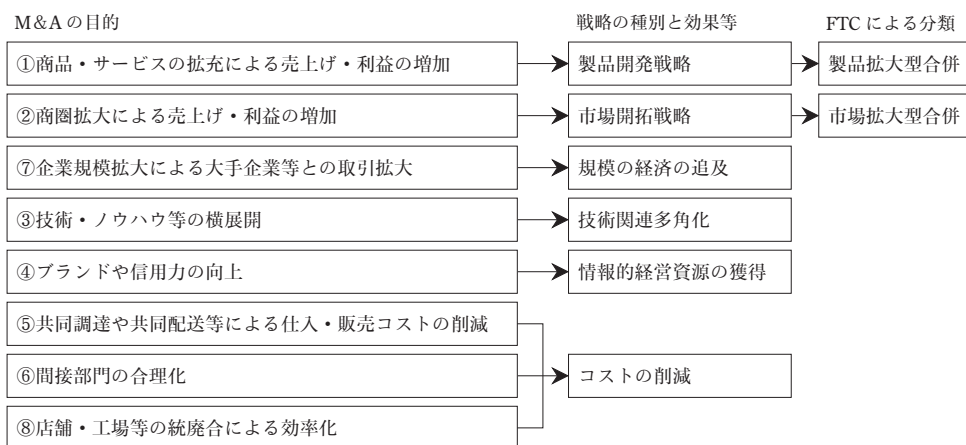 M&Aの目的 戦略の種別と効果等 FTCによる分類
①商品・サービスの拡充による売上げ・利益の増加 製品開発戦略 製品拡大型合併
②商圏拡大による売上げ・利益の増加 市場開拓戦略 市場拡大型合併
⑦企業規模拡大による大手企業等との取引拡大 規模の経済の追及
③技術・ノウハウ等の横展開 技術関連多角化
④ブランドや信用力の向上 情報的経営資源の獲得
⑤共同調達や共同配送等による仕入・販売コストの削減
⑥間接部門の合理化 コストの削減
⑧店舗・工場等の統廃合による効率化